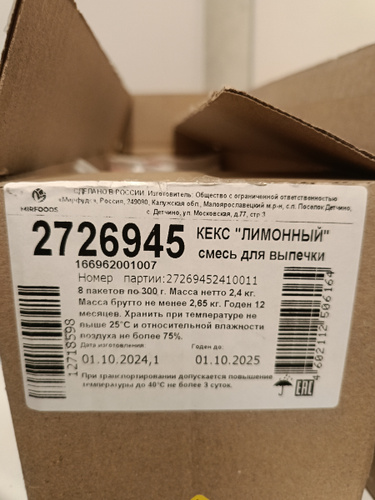 MIRFOODS
СДЕЛАНО В РОССИИ. Изготовитель: Общество с ограниченной ответственностью
«Мирфудс», Россия, 249080, Калужская обл., Малоярославецкий м.р-н, с.п. Поселок Детчино,
с. Детчино, ул. Московская, д.77, стр.3
2726945
КЕКС "ЛИМОННЫЙ"
смесь для выпечки
166962001007
Номер партии:27269452410011
8 пакетов по 300 г. Масса нетто 2,4 кг.
Масса брутто не менее 2,65 кг. Годен 12
месяцев. Хранить при температуре не
выше 25°С и относительной влажности
воздуха не более 75%.
Дата изготовления:
Годен до:
01.10.2024,1
01.10.2025
При транспортировании допускается повышение
температуры до 40°С не более 3 суток.
12718598
4602112506164
EAC